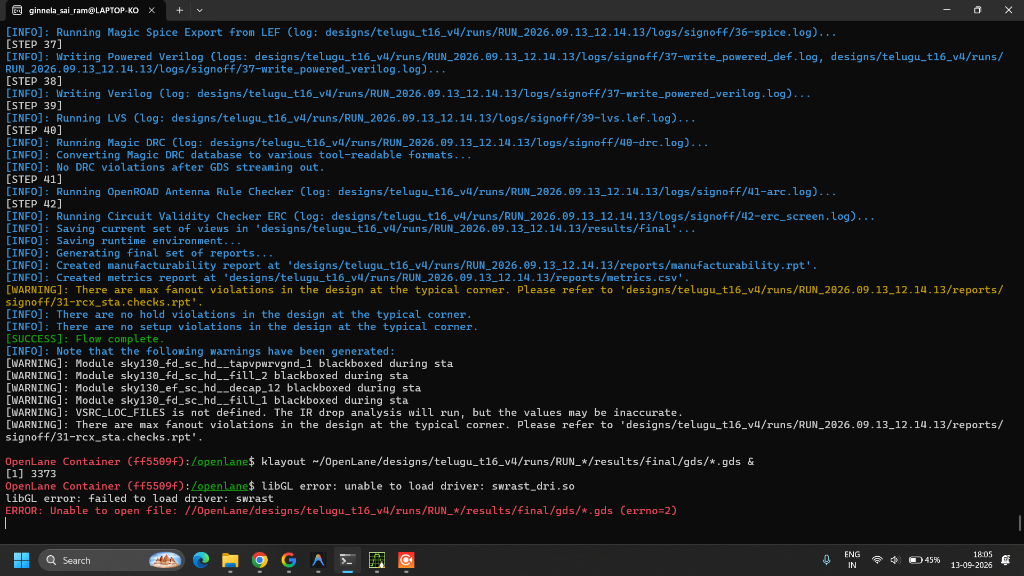 ginnela_sai_ram@LAPTOP-KO
[INFO]: Running Magic Spice Export from LEF (log: designs/telugu_t16_v4/runs/RUN_2026.09.13_12.14.13/logs/signoff/36-spice.log)...
[STEP 37]
[INFO]: Writing Powered Verilog (logs: designs/telugu_t16_v4/runs/RUN_2026.09.13_12.14.13/logs/signoff/37-write_powered_def.log, designs/telugu_t16_v4/runs/
RUN_2026.09.13_12.14.13/logs/signoff/37-write_powered_verilog.log)...
[STEP 38]
[INFO]: Writing Verilog (log: designs/telugu_t16_v4/runs/RUN_2026.09.13_12.14.13/logs/signoff/37-write_powered_verilog.log)...
[STEP 39]
[INFO]: Running LVS (log: designs/telugu_t16_v4/runs/RUN_2026.09.13_12.14.13/logs/signoff/39-lvs.lef.log)...
[STEP 40]
[INFO]: Running Magic DRC (log: designs/telugu_t16_v4/runs/RUN_2026.09.13_12.14.13/logs/signoff/40-drc.log)...
[INFO]: Converting Magic DRC database to various tool-readable formats...
[INFO]: No DRC violations after GDS streaming out.
[STEP 41]
[INFO]: Running OpenROAD Antenna Rule Checker (log: designs/telugu_t16_v4/runs/RUN_2026.09.13_12.14.13/logs/signoff/41-arc.log)...
[STEP 42]
[INFO]: Running Circuit Validity Checker ERC (log: designs/telugu_t16_v4/runs/RUN_2026.09.13_12.14.13/logs/signoff/42-erc_screen.log)...
[INFO]: Saving current set of views in 'designs/telugu_t16_v4/runs/RUN_2026.09.13_12.14.13/results/final'...
[INFO]: Saving runtime environment...
[INFO]: Generating final set of reports...
[INFO]: Created manufacturability report at 'designs/telugu_t16_v4/runs/RUN_2026.09.13_12.14.13/reports/manufacturability.rpt'.
[INFO]: Created metrics report at 'designs/telugu_t16_v4/runs/RUN_2026.09.13_12.14.13/reports/metrics.csv'.
[WARNING]: There are max fanout violations in the design at the typical corner. Please refer to 'designs/telugu_t16_v4/runs/RUN_2026.09.13_12.14.13/reports/
signoff/31-rcx_sta.checks.rpt'.
[INFO]: There are no hold violations in the design at the typical corner.
[INFO]: There are no setup violations in the design at the typical corner.
[SUCCESS]: Flow complete.
[INFO]: Note that the following warnings have been generated:
[WARNING]: Module sky130_fd_sc_hd__tapvpwrvgnd_1 blackboxed during sta
[WARNING]: Module sky130_fd_sc_hd__fill_2 blackboxed during sta
[WARNING]: Module sky130_ef_sc_hd__decap_12 blackboxed during sta
[WARNING]: Module sky130_fd_sc_hd__fill_1 blackboxed during sta
[WARNING]: VSRC_LOC_FILES is not defined. The IR drop analysis will run, but the values may be inaccurate.
[WARNING]: There are max fanout violations in the design at the typical corner. Please refer to 'designs/telugu_t16_v4/runs/RUN_2026.09.13_12.14.13/reports/
signoff/31-rcx_sta.checks.rpt'.
OpenLane Container (ff5509f):/openlane$ klayout ~/OpenLane/designs/telugu_t16_v4/runs/RUN_*/results/final/gds/*.gds &
[1] 3373
OpenLane Container (ff5509f):/openlane$ libGL error: unable to load driver: swrast_dri.so
libGL error: failed to load driver: swrast
ERROR: Unable to open file: //OpenLane/designs/telugu_t16_v4/runs/RUN_*/results/final/gds/*.gds (errno=2)
Search
ENG
IN
45%
18:05
13-09-2026